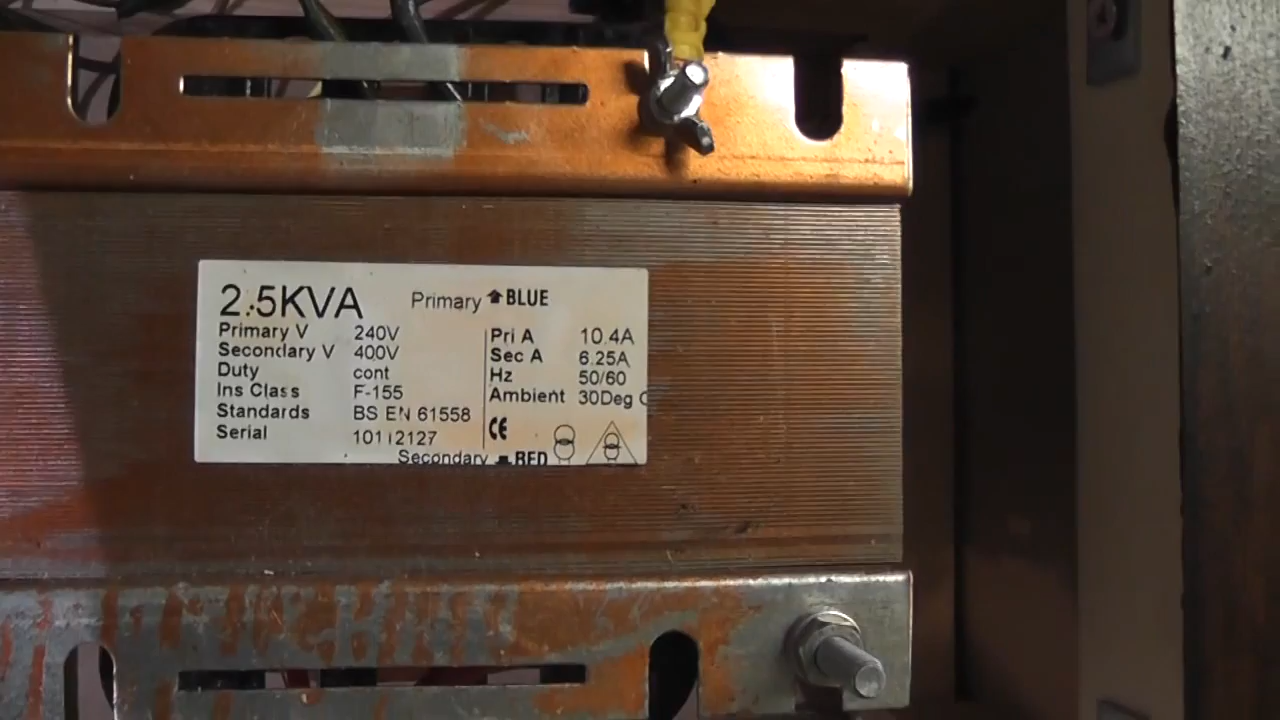 2.5KVA Primary ⬆BLUE
Primary V 240V Pri A 10.4A
Secondary V 400V Sec A 6.25A
Duty cont Hz 50/60
Ins Class F-155 Ambient 30Deg C
Standards BS EN 61558
Serial 10112127 CE
Secondary RED